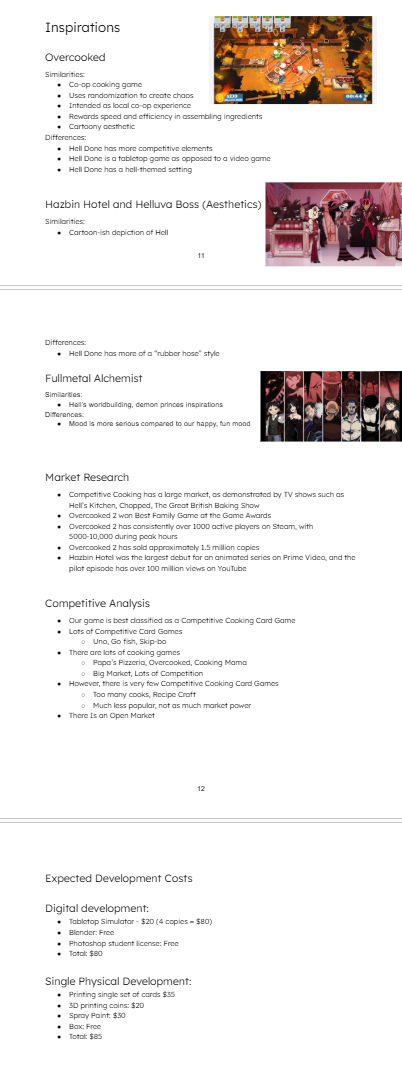 Inspirations
Overcooked
Similarities:
● Co-op cooking game
● Uses randomization to create chaos
● Intended as local co-op experience
● Rewards speed and efficiency in assembling ingredients
● Cartoony aesthetic
Differences:
● Hell Done has more competitive elements
● Hell Done is a tabletop game as opposed to a video game
● Hell Done has a hell-themed setting
Hazbin Hotel and Helluva Boss (Aesthetics)
Similarities:
● Cartoon-ish depiction of Hell
11
Differences:
● Hell Done has more of a "rubber hose" style
Fullmetal Alchemist
Similarities:
● Hell's worldbuilding, demon princes inspirations
Differences:
● Mood is more serious compared to our happy, fun mood
Market Research
● Competitive Cooking has a large market, as demonstrated by TV shows such as
Hell's Kitchen, Chopped, The Great British Baking Show
● Overcooked 2 won Best Family Game at the Game Awards
● Overcooked 2 has consistently over 1000 active players on Steam, with
5000-10,000 during peak hours
● Overcooked 2 has sold approximately 1.5 million copies
● Hazbin Hotel was the largest debut for an animated series on Prime Video, and the
pilot episode has over 100 million views on YouTube
Competitive Analysis
● Our game is best classified as a Competitive Cooking Card Game
● Lots of Competitive Card Games
○ Uno, Go fish, Skip-bo
● There are lots of cooking games
○ Papa's Pizzeria, Overcooked, Cooking Mama
○ Big Market, Lots of Competition
● However, there is very few Competitive Cooking Card Games
○ Too many cooks, Recipe Craft
○ Much less popular, not as much market power
● There Is an Open Market
12
Expected Development Costs
Digital development:
● Tabletop Simulator - $20 (4 copies = $80)
● Blender: Free
● Photoshop student license: Free
● Total: $80
Single Physical Development:
● Printing single set of cards $35
● 3D printing coins: $20
● Spray Paint: $30
● Box: Free
● Total: $85